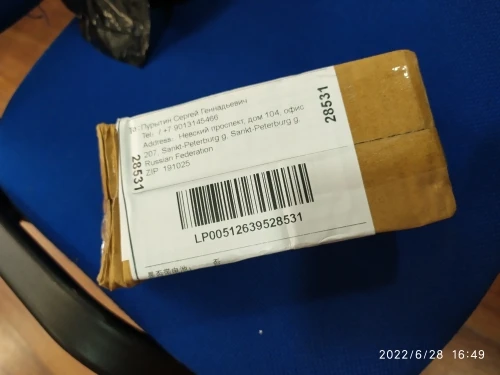 To: Пурыгин Сергей Геннадьевич
Tel: / +7 9013145466
Address: Невский проспект, дом 104, офис
207, Sankt-Peterburg g, Sankt-Peterburg g,
Russian Federation
ZIP: 191025
28531
28531
LP00512639528531
2022/6/28 16:49